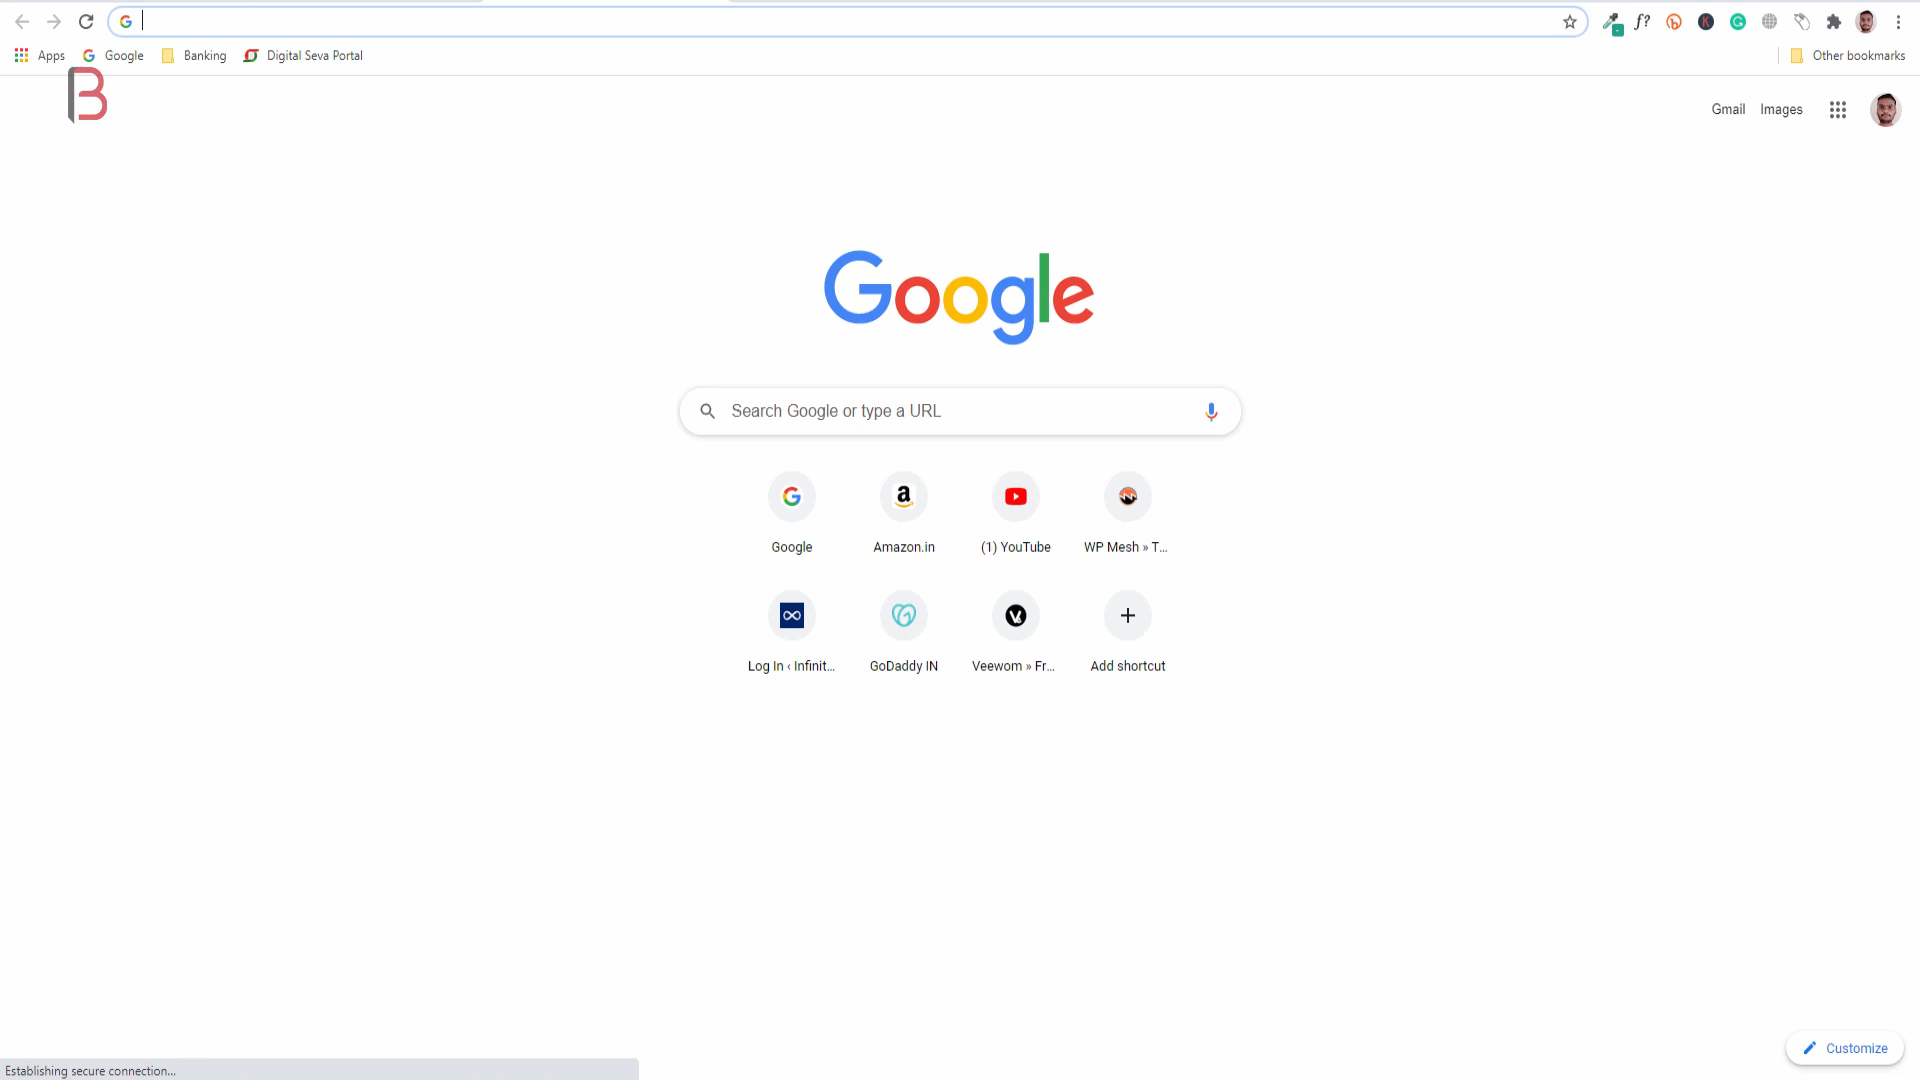 Apps
Google
Banking
Digital Seva Portal
Other bookmarks
B
Gmail
Images
Google
Search Google or type a URL
Google
Amazon.in
(1) YouTube
WP Mesh » T...
Log In ‹ Infinit...
GoDaddy IN
Veewom » Fr...
Add shortcut
Customize
Establishing secure connection...